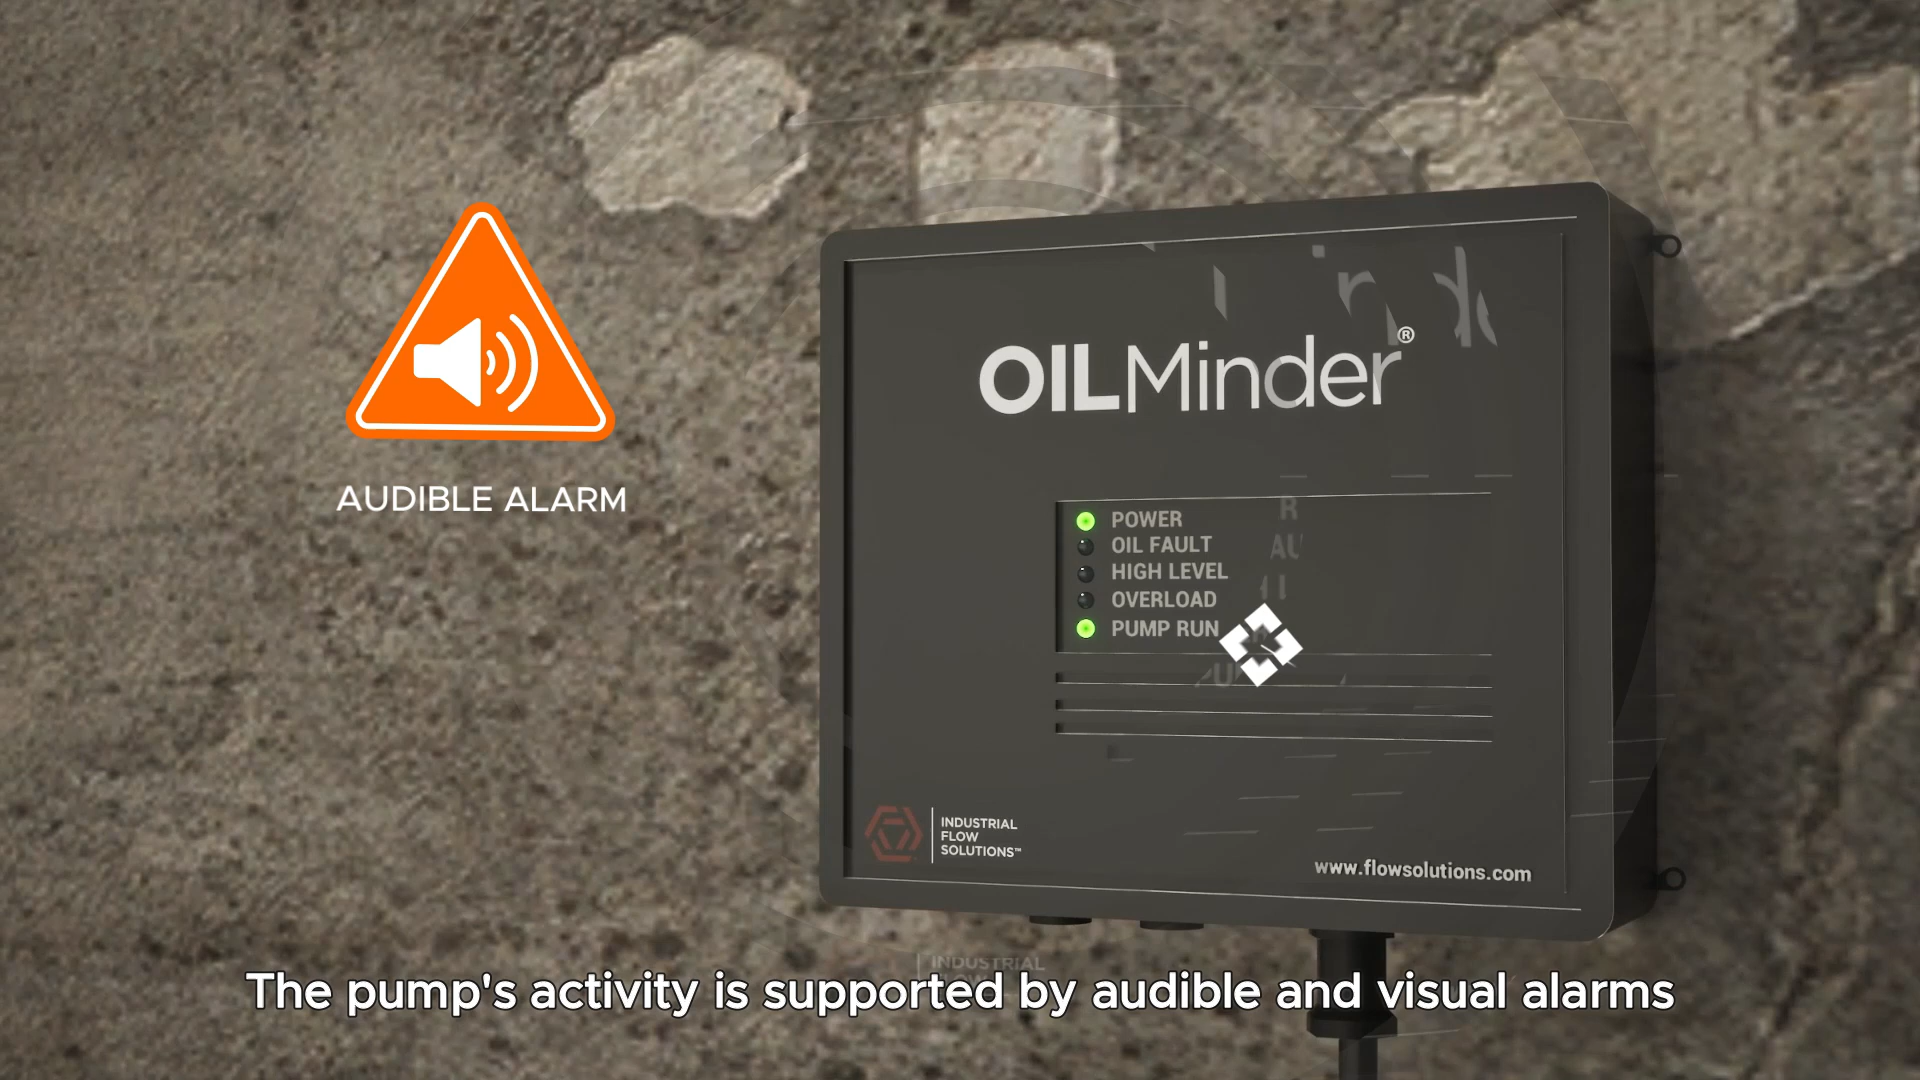 OILMinder®
AUDIBLE ALARM
POWER
OIL FAULT
HIGH LEVEL
OVERLOAD
PUMP RUN
INDUSTRIAL
FLOW
SOLUTIONS™
www.flowsolutions.com
INDUSTRIAL
The pump's activity is supported by audible and visual alarms